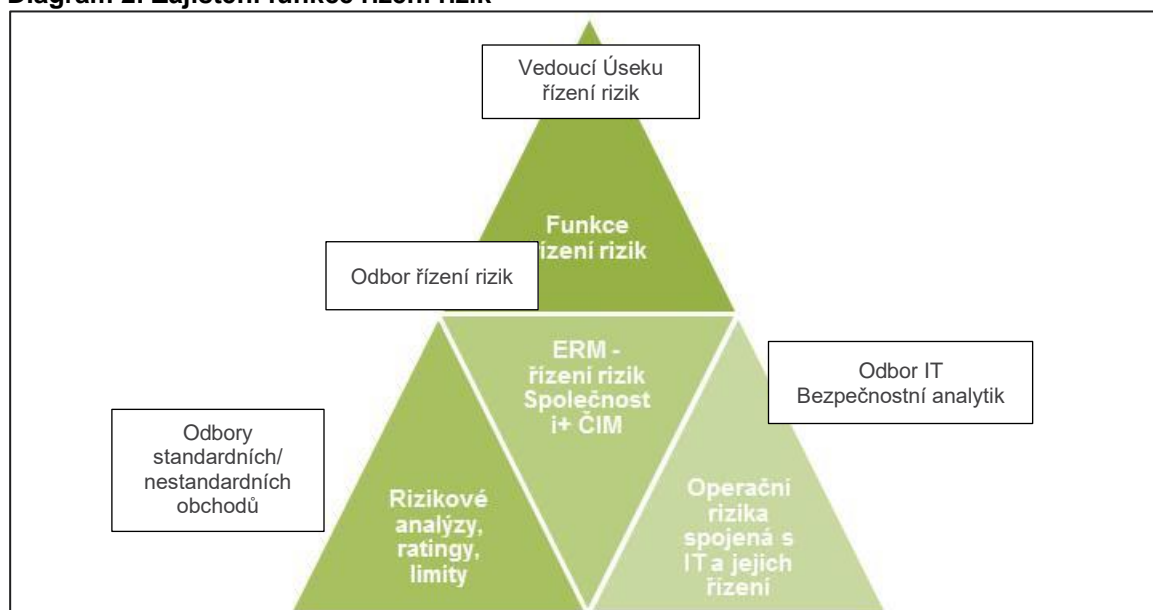 Diagram 2: Zajištění funkce řízení rizik
Vedoucí Úseku
řízení rizik
Funkce
řízení rizik
Odbor řízení rizik
ERM -
řízení rizik
Společnost
i+ ČIM
Odbor IT
Bezpečnostní analytik
Odbory
standardních/
nestandardních
obchodů
Rizikové
analýzy,
ratingy,
limity
Operační
rizika
spojená s
IT a jejich
řízení